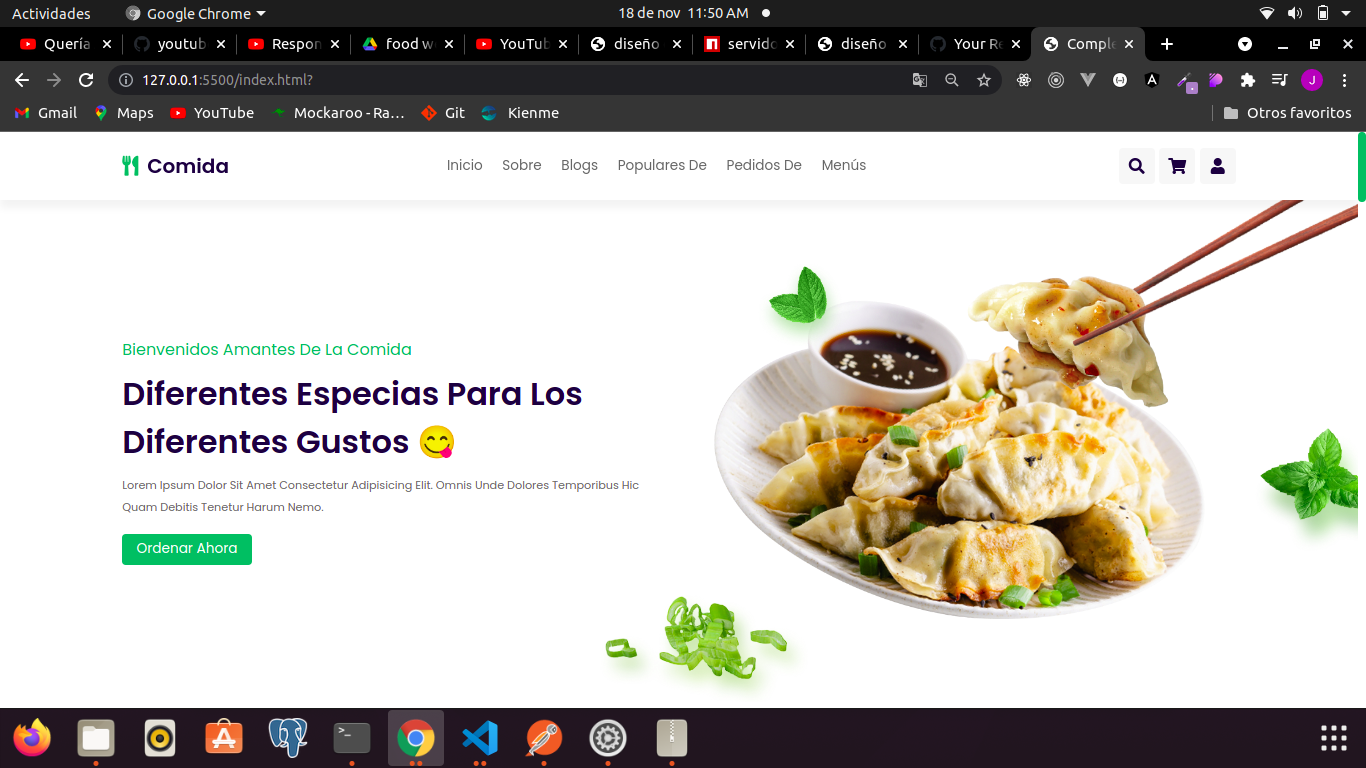 Actividades Google Chrome 18 de nov 11:50 AM
Quería youtub Respon food w YouTub diseño servido diseño Your Re Comple
127.0.0.1:5500/index.html?
Gmail Maps YouTube Mockaroo - Ra... Git Kienme Otros favoritos
Comida Inicio Sobre Blogs Populares De Pedidos De Menús
Bienvenidos Amantes De La Comida
Diferentes Especias Para Los
Diferentes Gustos 😋
Lorem Ipsum Dolor Sit Amet Consectetur Adipisicing Elit. Omnis Unde Dolores Temporibus Hic
Quam Debitis Tenetur Harum Nemo.
Ordenar Ahora